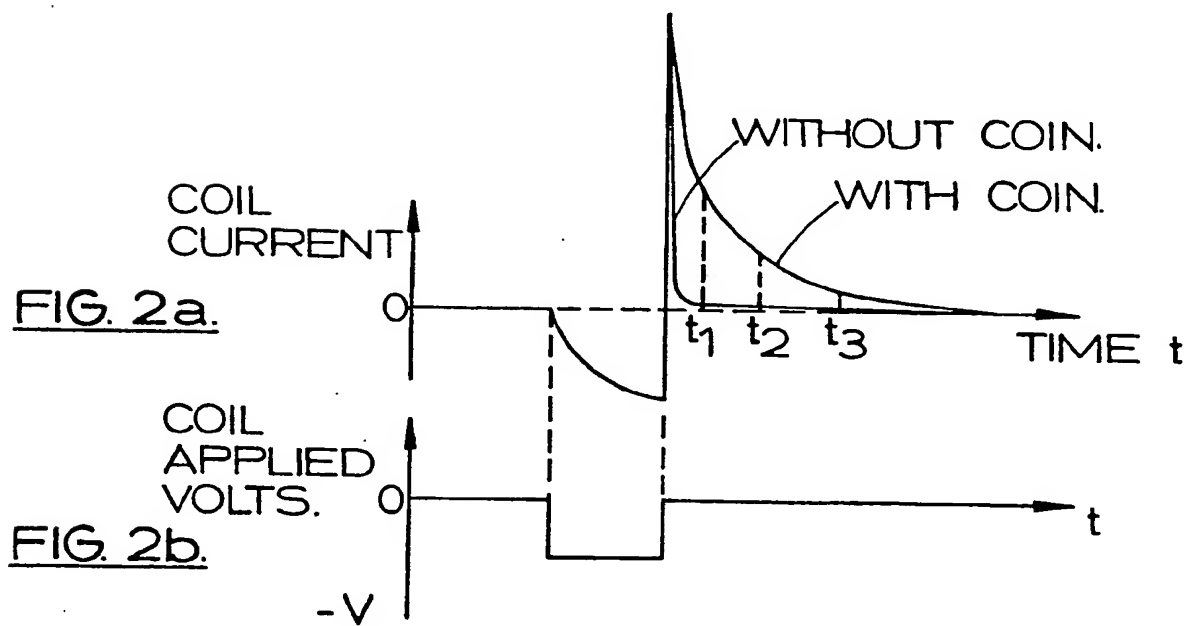 WITHOUT COIN.
WITH COIN.
COIL
CURRENT
FIG. 2a.
0
t1 t2 t3
TIME t
COIL
APPLIED
VOLTS.
0
t
FIG. 2b.
-V